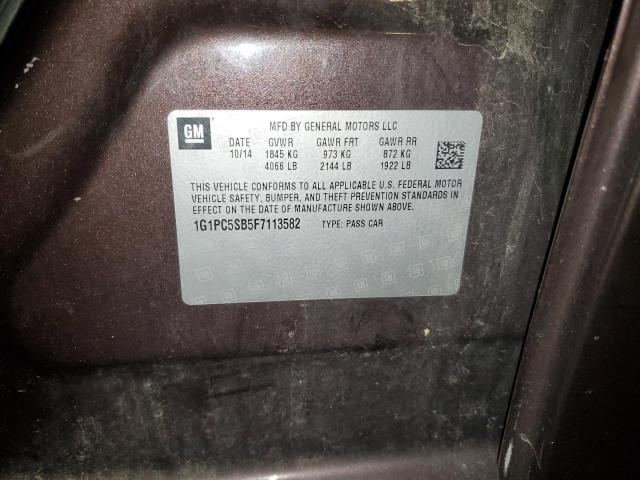 GM
MFD BY GENERAL MOTORS LLC
DATE GVWR GAWR FRT GAWR RR
10/14 1845 KG 973 KG 872 KG
4066 LB 2144 LB 1922 LB
THIS VEHICLE CONFORMS TO ALL APPLICABLE U.S. FEDERAL MOTOR
VEHICLE SAFETY, BUMPER, AND THEFT PREVENTION STANDARDS IN
EFFECT ON THE DATE OF MANUFACTURE SHOWN ABOVE.
1G1PC5SB5F7113582 TYPE: PASS CAR